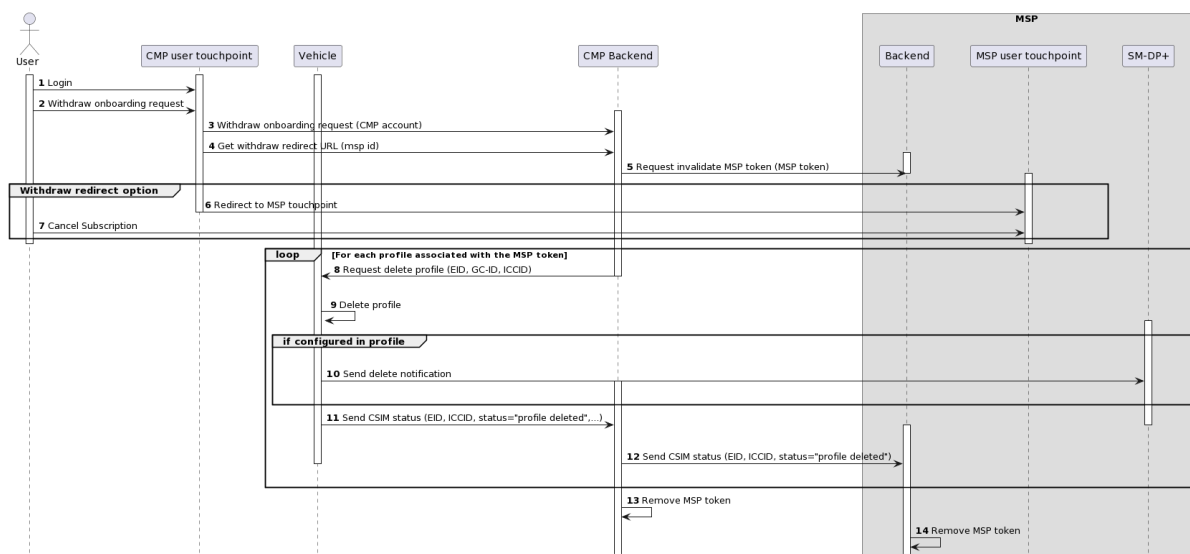 MSP
User
CMP user touchpoint
Vehicle
CMP Backend
Backend
MSP user touchpoint
SM-DP+
1 Login
2 Withdraw onboarding request
3 Withdraw onboarding request (CMP account)
4 Get withdraw redirect URL (msp id)
5 Request invalidate MSP token (MSP token)
Withdraw redirect option
6 Redirect to MSP touchpoint
7 Cancel Subscription
loop [For each profile associated with the MSP token]
8 Request delete profile (EID, GC-ID, ICCID)
9 Delete profile
if configured in profile
10 Send delete notification
11 Send CSIM status (EID, ICCID, status="profile deleted",...)
12 Send CSIM status (EID, ICCID, status="profile deleted")
13 Remove MSP token
14 Remove MSP token